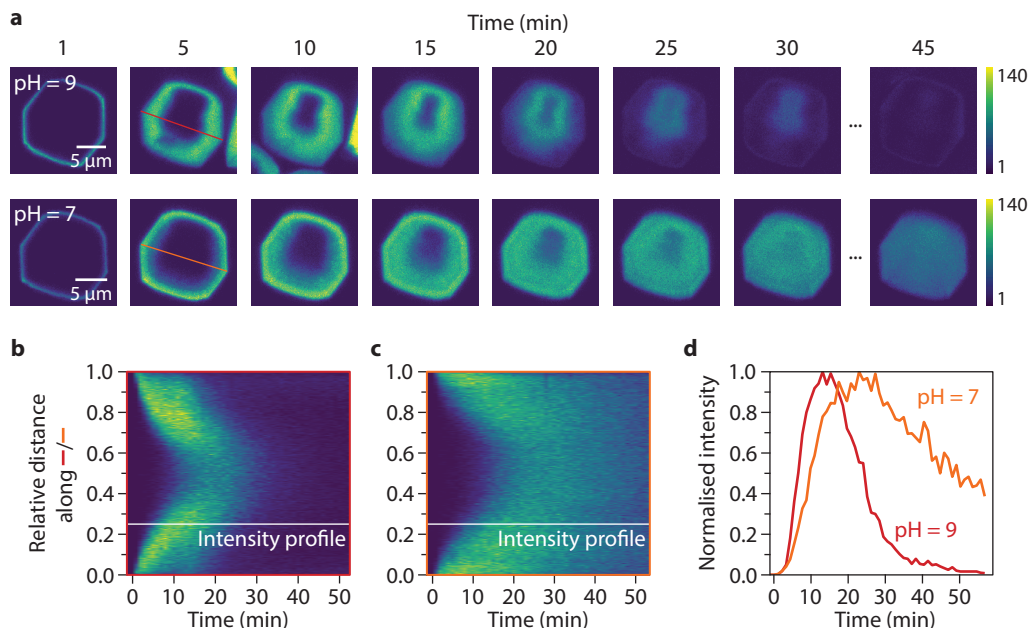 a
Time (min)
1 5 10 15 20 25 30 45
pH = 9
5 µm
...
140
1
pH = 7
5 µm
...
140
1
b
c
d
Relative distance
along –/–
1.0
0.8
0.6
0.4
0.2
0.0
Intensity profile
0 10 20 30 40 50
Time (min)
1.0
0.8
0.6
0.4
0.2
0.0
Intensity profile
0 10 20 30 40 50
Time (min)
Normalised intensity
1.0
0.8
0.6
0.4
0.2
0.0
pH = 7
pH = 9
0 10 20 30 40 50
Time (min)